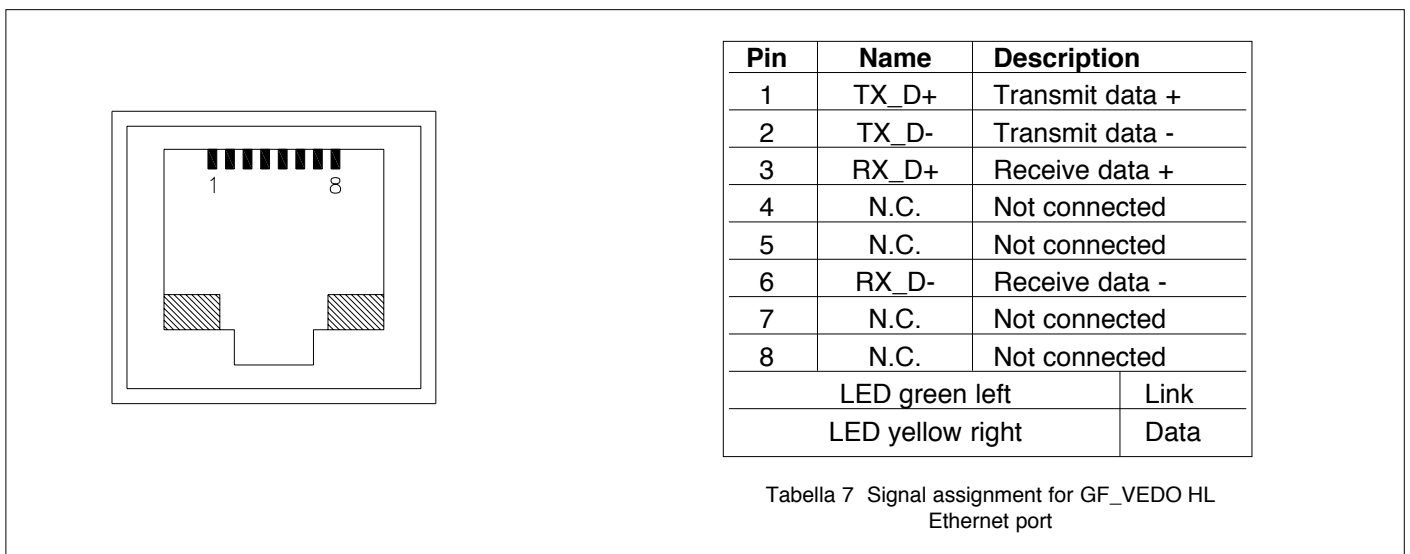 1 8
Pin Name Description
1 TX_D+ Transmit data +
2 TX_D- Transmit data -
3 RX_D+ Receive data +
4 N.C. Not connected
5 N.C. Not connected
6 RX_D- Receive data -
7 N.C. Not connected
8 N.C. Not connected
LED green left Link
LED yellow right Data
Tabella 7 Signal assignment for GF_VEDO HL
Ethernet port